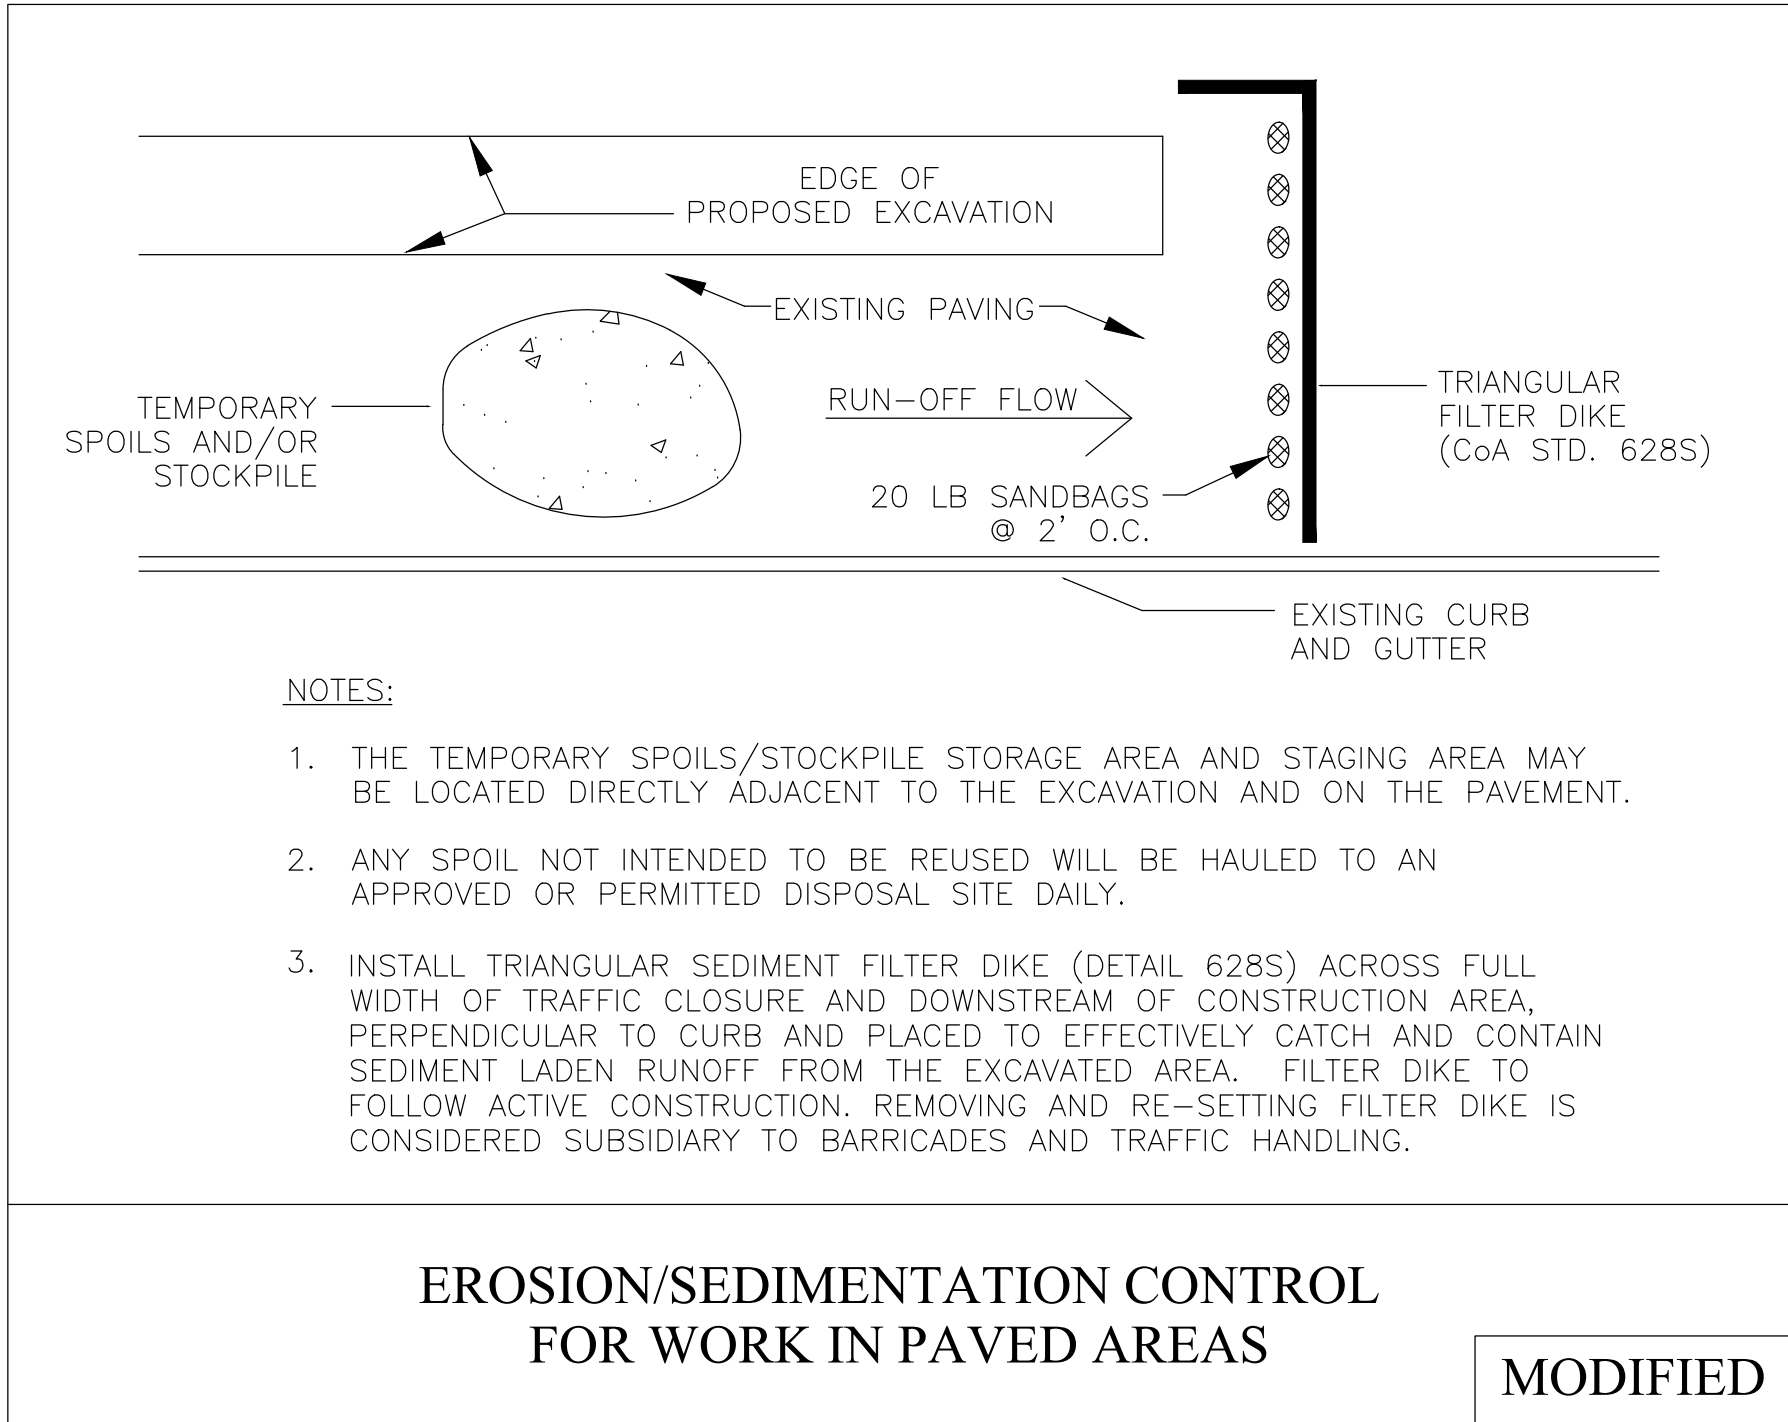 EDGE OF
PROPOSED EXCAVATION
EXISTING PAVING
TEMPORARY
SPOILS AND/OR
STOCKPILE
RUN-OFF FLOW
TRIANGULAR
FILTER DIKE
(CoA STD. 628S)
20 LB SANDBAGS
@ 2' O.C.
EXISTING CURB
AND GUTTER
NOTES:
1. THE TEMPORARY SPOILS/STOCKPILE STORAGE AREA AND STAGING AREA MAY
BE LOCATED DIRECTLY ADJACENT TO THE EXCAVATION AND ON THE PAVEMENT.
2. ANY SPOIL NOT INTENDED TO BE REUSED WILL BE HAULED TO AN
APPROVED OR PERMITTED DISPOSAL SITE DAILY.
3. INSTALL TRIANGULAR SEDIMENT FILTER DIKE (DETAIL 628S) ACROSS FULL
WIDTH OF TRAFFIC CLOSURE AND DOWNSTREAM OF CONSTRUCTION AREA,
PERPENDICULAR TO CURB AND PLACED TO EFFECTIVELY CATCH AND CONTAIN
SEDIMENT LADEN RUNOFF FROM THE EXCAVATED AREA. FILTER DIKE TO
FOLLOW ACTIVE CONSTRUCTION. REMOVING AND RE-SETTING FILTER DIKE IS
CONSIDERED SUBSIDIARY TO BARRICADES AND TRAFFIC HANDLING.
EROSION/SEDIMENTATION CONTROL
FOR WORK IN PAVED AREAS
MODIFIED